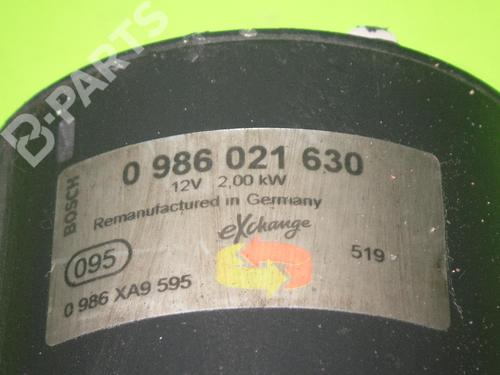 B-PARTS
BOSCH
0 986 021 630
12V 2,00 kW
Remanufactured in Germany
eXchange
095
519
0 986 XA9 595